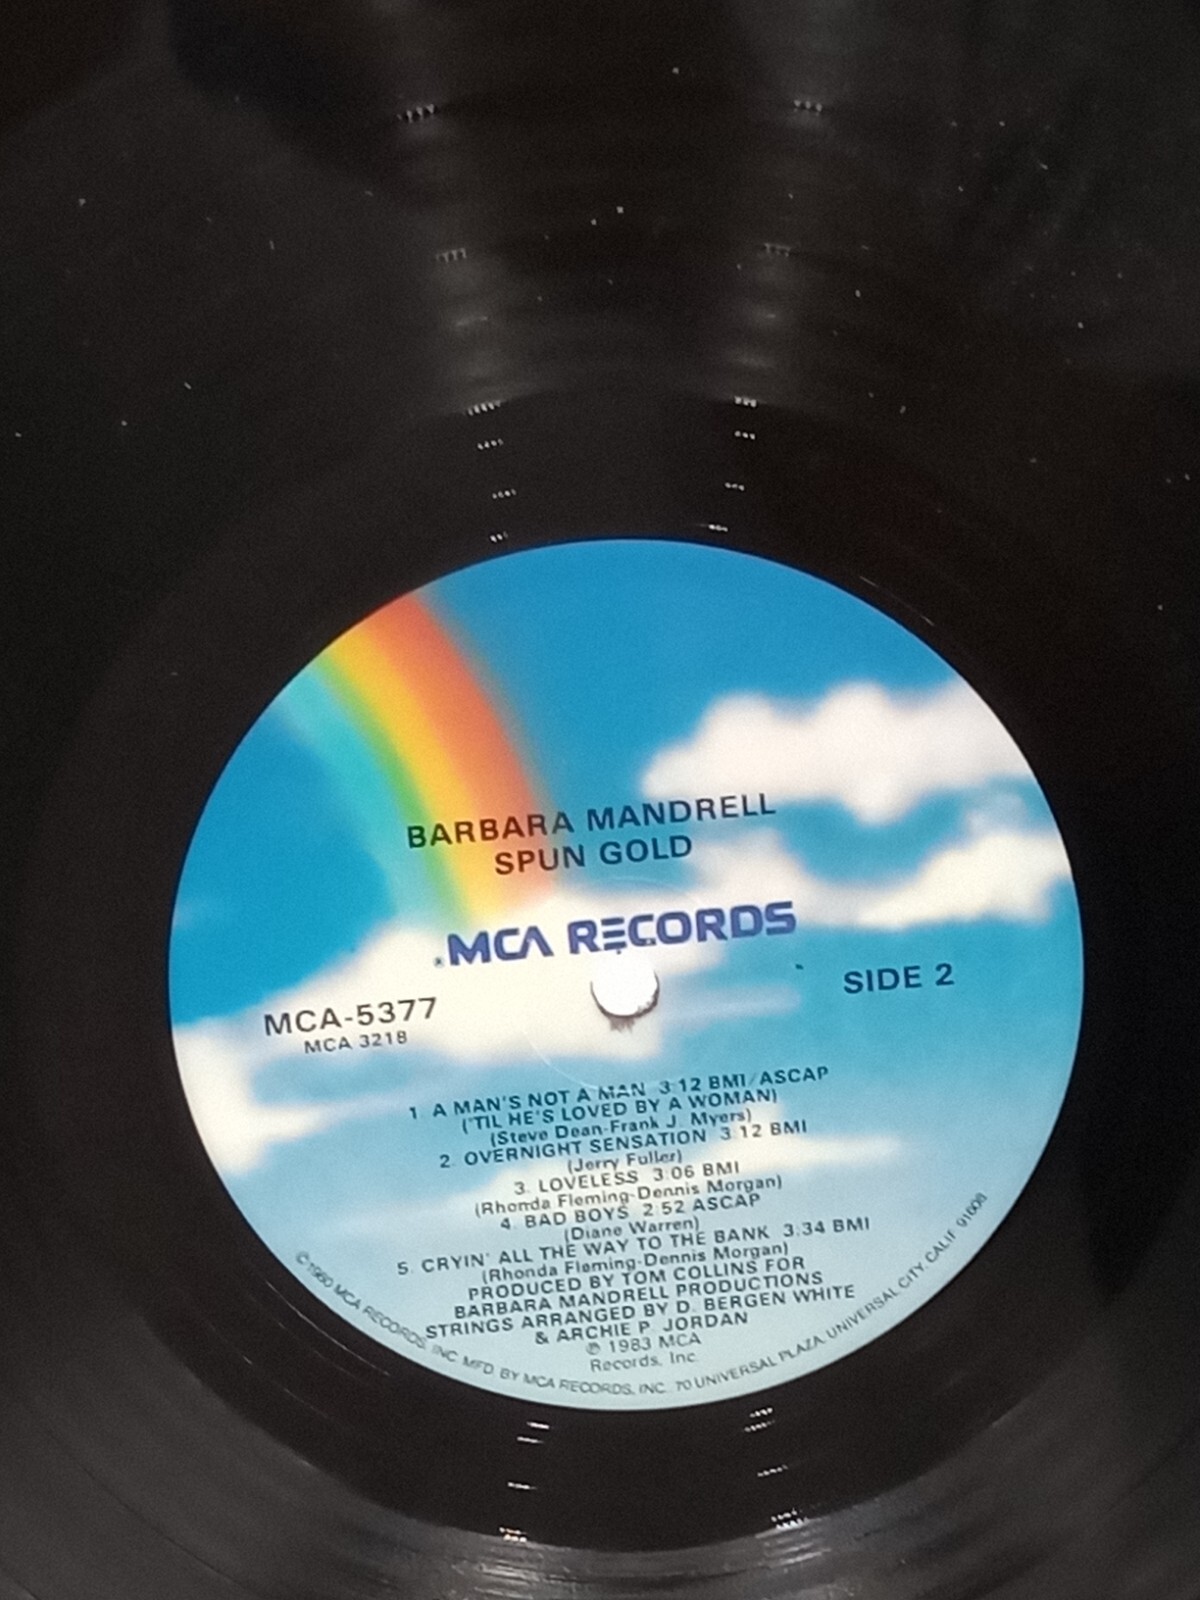 BARBARA MANDRELL
SPUN GOLD
®MCA RECORDS
MCA-5377
MCA 3218
SIDE 2
1. A MAN'S NOT A MAN 3:12 BMI/ASCAP
('TIL HE'S LOVED BY A WOMAN)
(Steve Dean-Frank J. Myers)
2. OVERNIGHT SENSATION 3:12 BMI
(Jerry Fuller)
3. LOVELESS 3:06 BMI
(Rhonda Fleming-Dennis Morgan)
4. BAD BOYS 2:52 ASCAP
(Diane Warren)
5. CRYIN' ALL THE WAY TO THE BANK 3:34 BMI
(Rhonda Fleming-Dennis Morgan)
PRODUCED BY TOM COLLINS FOR
BARBARA MANDRELL PRODUCTIONS
STRINGS ARRANGED BY D. BERGEN WHITE
& ARCHIE P. JORDAN
℗ 1983 MCA
Records, Inc.
©1980 MCA RECORDS, INC. MFD. BY MCA RECORDS, INC. 70 UNIVERSAL PLAZA, UNIVERSAL CITY, CALIF. 91608